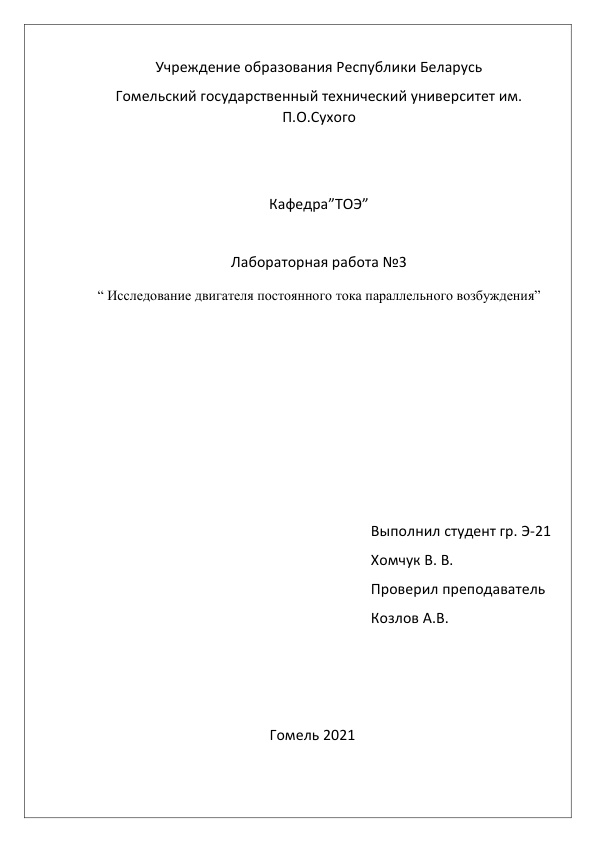 Учреждение образования Республики Беларусь
Гомельский государственный технический университет им.
П.О.Сухого
Кафедра”ТОЭ”
Лабораторная работа №3
“ Исследование двигателя постоянного тока параллельного возбуждения”
Выполнил студент гр. Э-21
Хомчук В. В.
Проверил преподаватель
Козлов А.В.
Гомель 2021